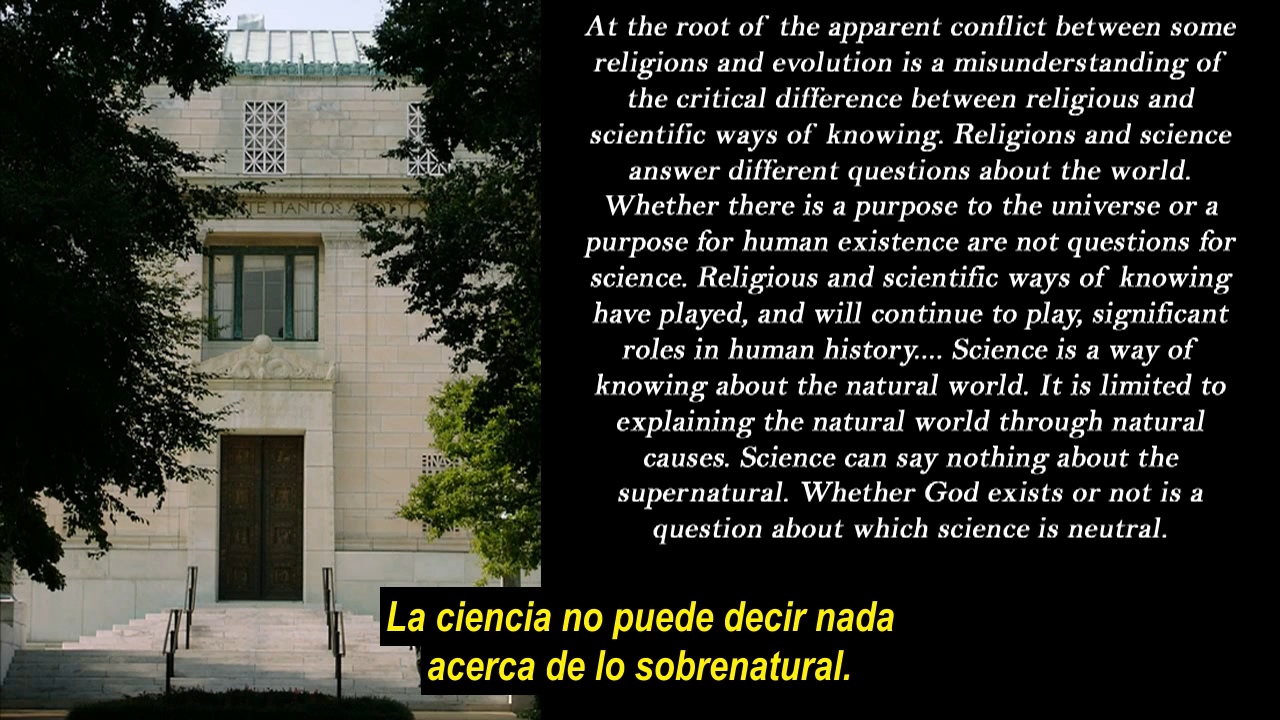 At the root of the apparent conflict between some
religions and evolution is a misunderstanding of
the critical difference between religious and
scientific ways of knowing. Religions and science
answer different questions about the world.
Whether there is a purpose to the universe or a
purpose for human existence are not questions for
science. Religious and scientific ways of knowing
have played, and will continue to play, significant
roles in human history.... Science is a way of
knowing about the natural world. It is limited to
explaining the natural world through natural
causes. Science can say nothing about the
supernatural. Whether God exists or not is a
question about which science is neutral.
La ciencia no puede decir nada
acerca de lo sobrenatural.